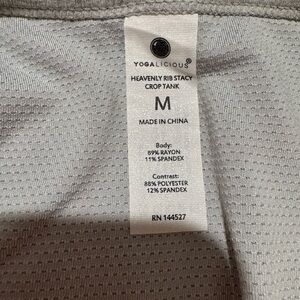 YOGALICIOUS®
HEAVENLY RIB STACY
CROP TANK
M
MADE IN CHINA
Body:
89% RAYON
11% SPANDEX
Contrast:
88% POLYESTER
12% SPANDEX
RN 144527